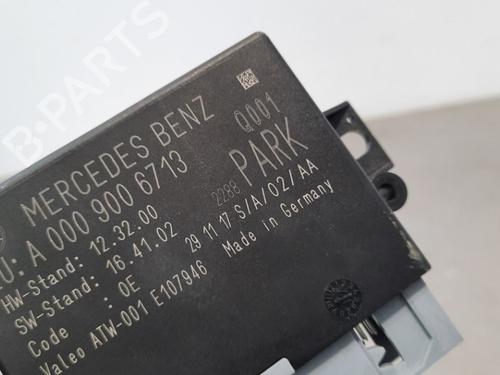 B-PARTS
MERCEDES BENZ Q001
U: A 000 900 6713 2288 PARK
HW-Stand: 12.32.00
SW-Stand: 16.41.02 29 11 17 S/A/02/AA
Code : 0E Made in Germany
Valeo ATW-001 E107946